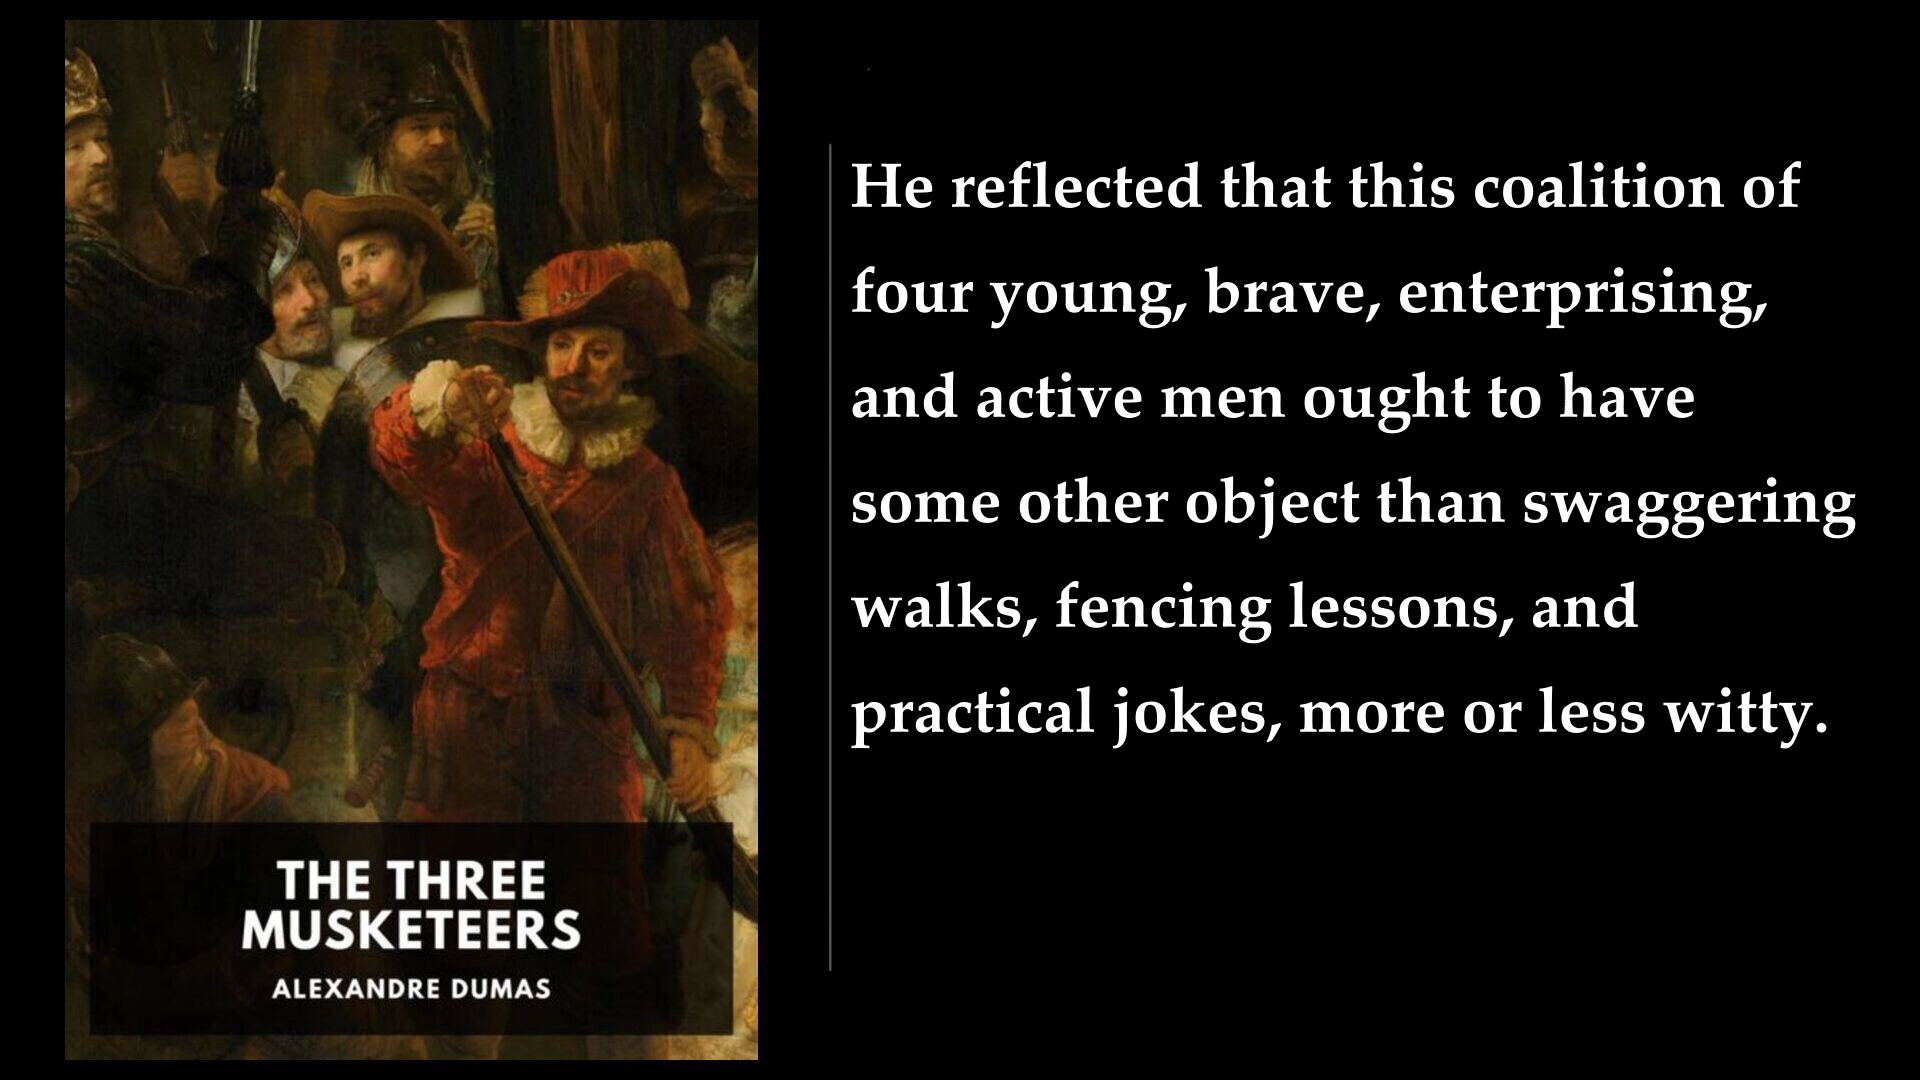 He reflected that this coalition of
four young, brave, enterprising,
and active men ought to have
some other object than swaggering
walks, fencing lessons, and
practical jokes, more or less witty.
THE THREE
MUSKETEERS
ALEXANDRE DUMAS